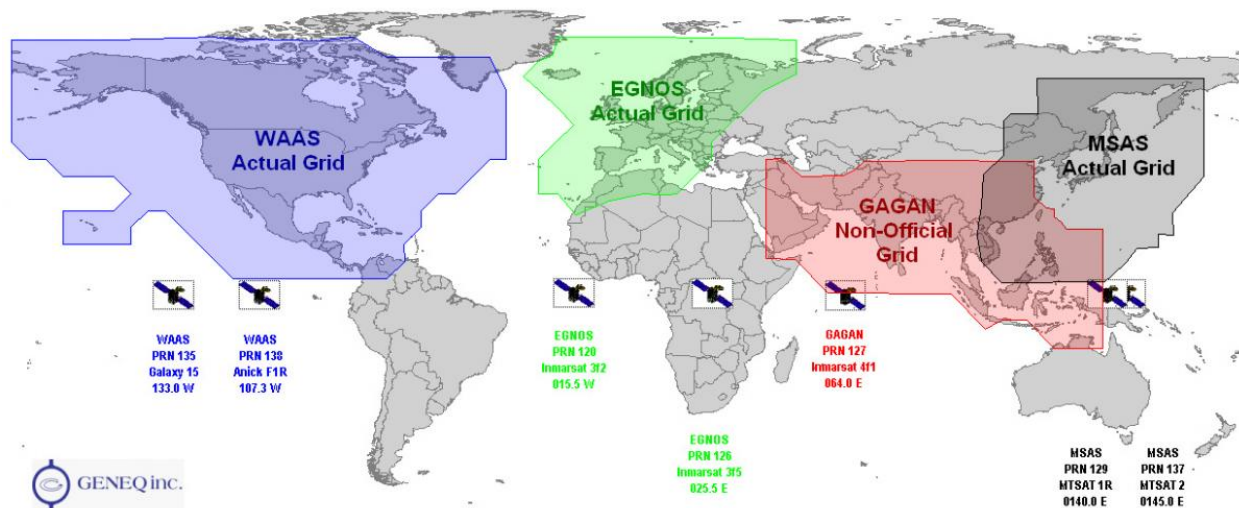 WAAS
Actual Grid
EGNOS
Actual Grid
MSAS
Actual Grid
GAGAN
Non-Official
Grid
WAAS
PRN 135
Galaxy 15
133.0 W
WAAS
PRN 138
Anick F1R
107.3 W
EGNOS
PRN 120
Inmarsat 3f2
015.5 W
EGNOS
PRN 126
Inmarsat 3f5
025.5 E
GAGAN
PRN 127
Inmarsat 4f1
064.0 E
MSAS
PRN 129
MTSAT 1R
0140.0 E
MSAS
PRN 137
MTSAT 2
0145.0 E
GENEQ inc.